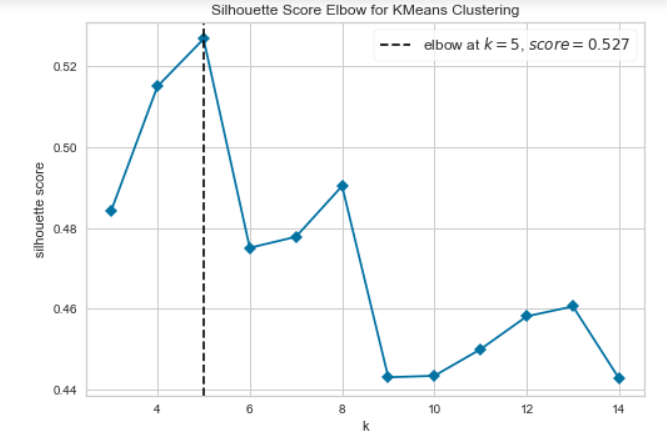 Silhouette Score Elbow for KMeans Clustering
elbow at k = 5, score = 0.527
0.52
0.50
0.48
0.46
0.44
silhouette score
4 6 8 10 12 14
k